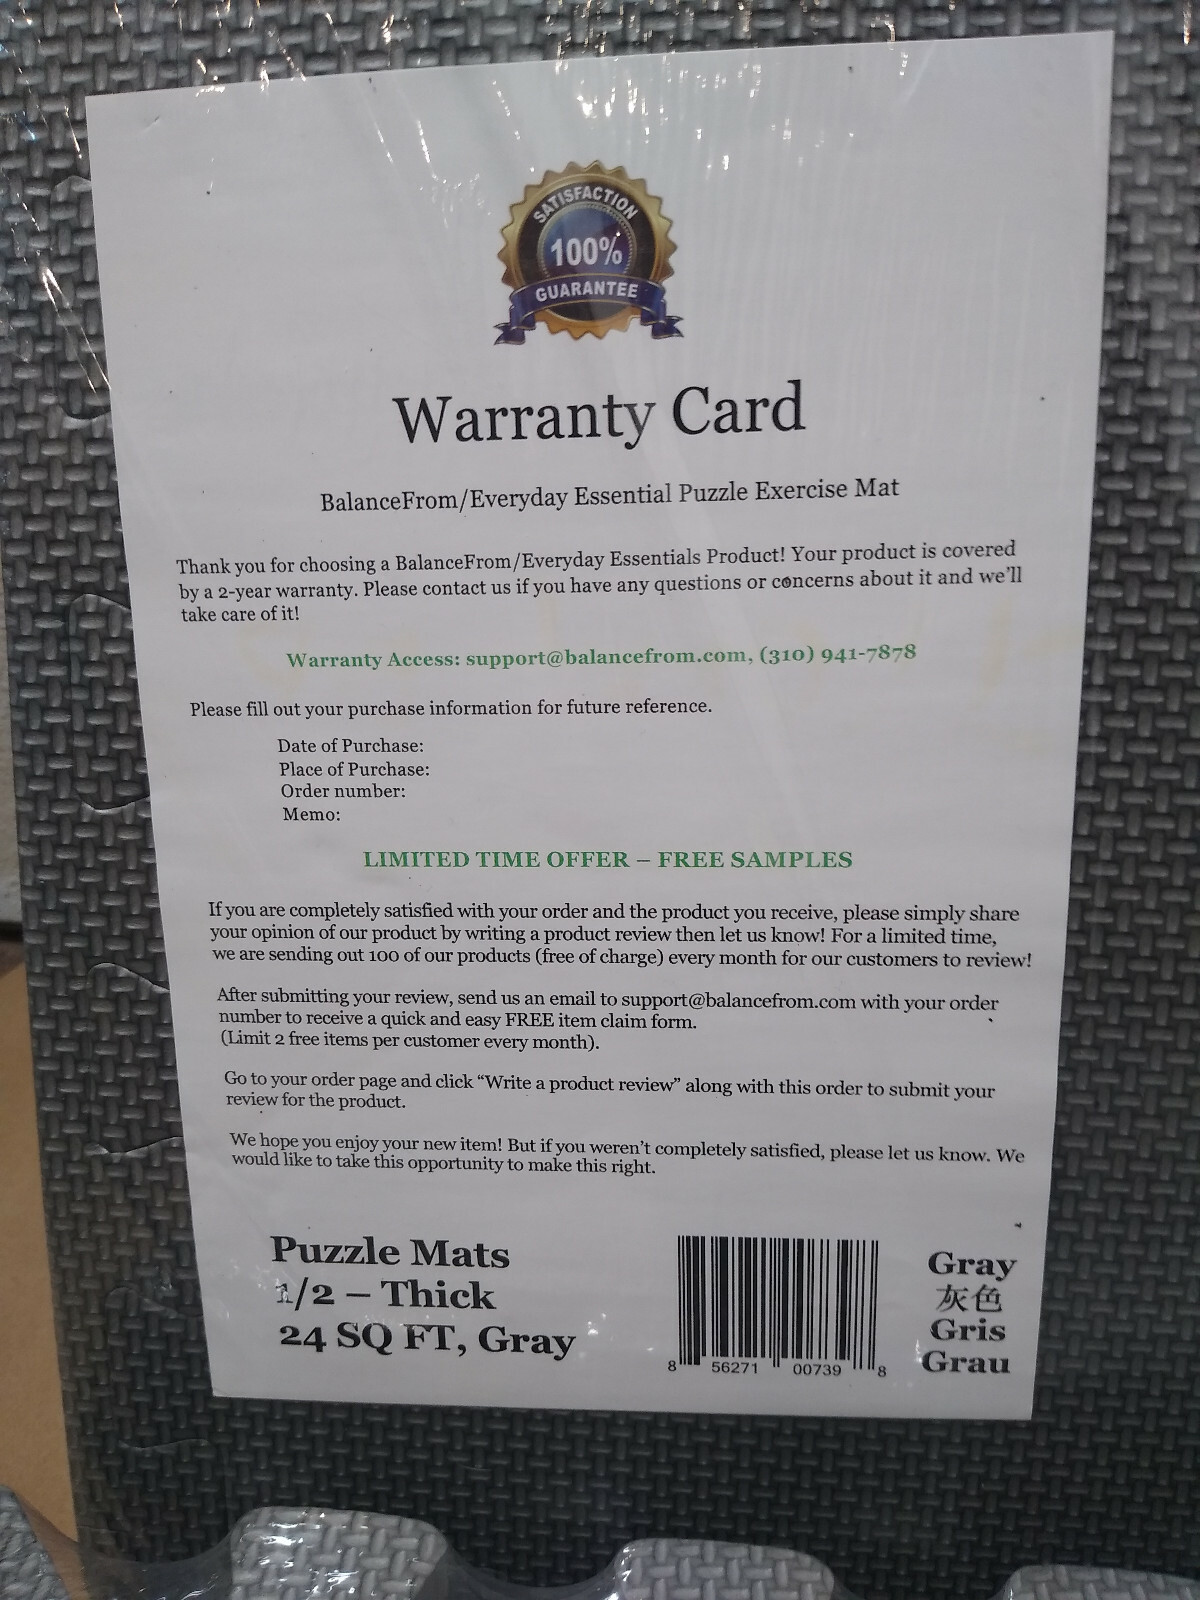 SATISFACTION
100%
GUARANTEE
Warranty Card
BalanceFrom/Everyday Essential Puzzle Exercise Mat
Thank you for choosing a BalanceFrom/Everyday Essentials Product! Your product is covered
by a 2-year warranty. Please contact us if you have any questions or concerns about it and we'll
take care of it!
Warranty Access: support@balancefrom.com, (310) 941-7878
Please fill out your purchase information for future reference.
Date of Purchase:
Place of Purchase:
Order number:
Memo:
LIMITED TIME OFFER – FREE SAMPLES
If you are completely satisfied with your order and the product you receive, please simply share
your opinion of our product by writing a product review then let us know! For a limited time,
we are sending out 100 of our products (free of charge) every month for our customers to review!
After submitting your review, send us an email to support@balancefrom.com with your order
number to receive a quick and easy FREE item claim form.
(Limit 2 free items per customer every month).
Go to your order page and click “Write a product review” along with this order to submit your
review for the product.
We hope you enjoy your new item! But if you weren't completely satisfied, please let us know. We
would like to take this opportunity to make this right.
Puzzle Mats
1/2 – Thick
24 SQ FT, Gray
8 56271 00739 8
Gray
灰色
Gris
Grau